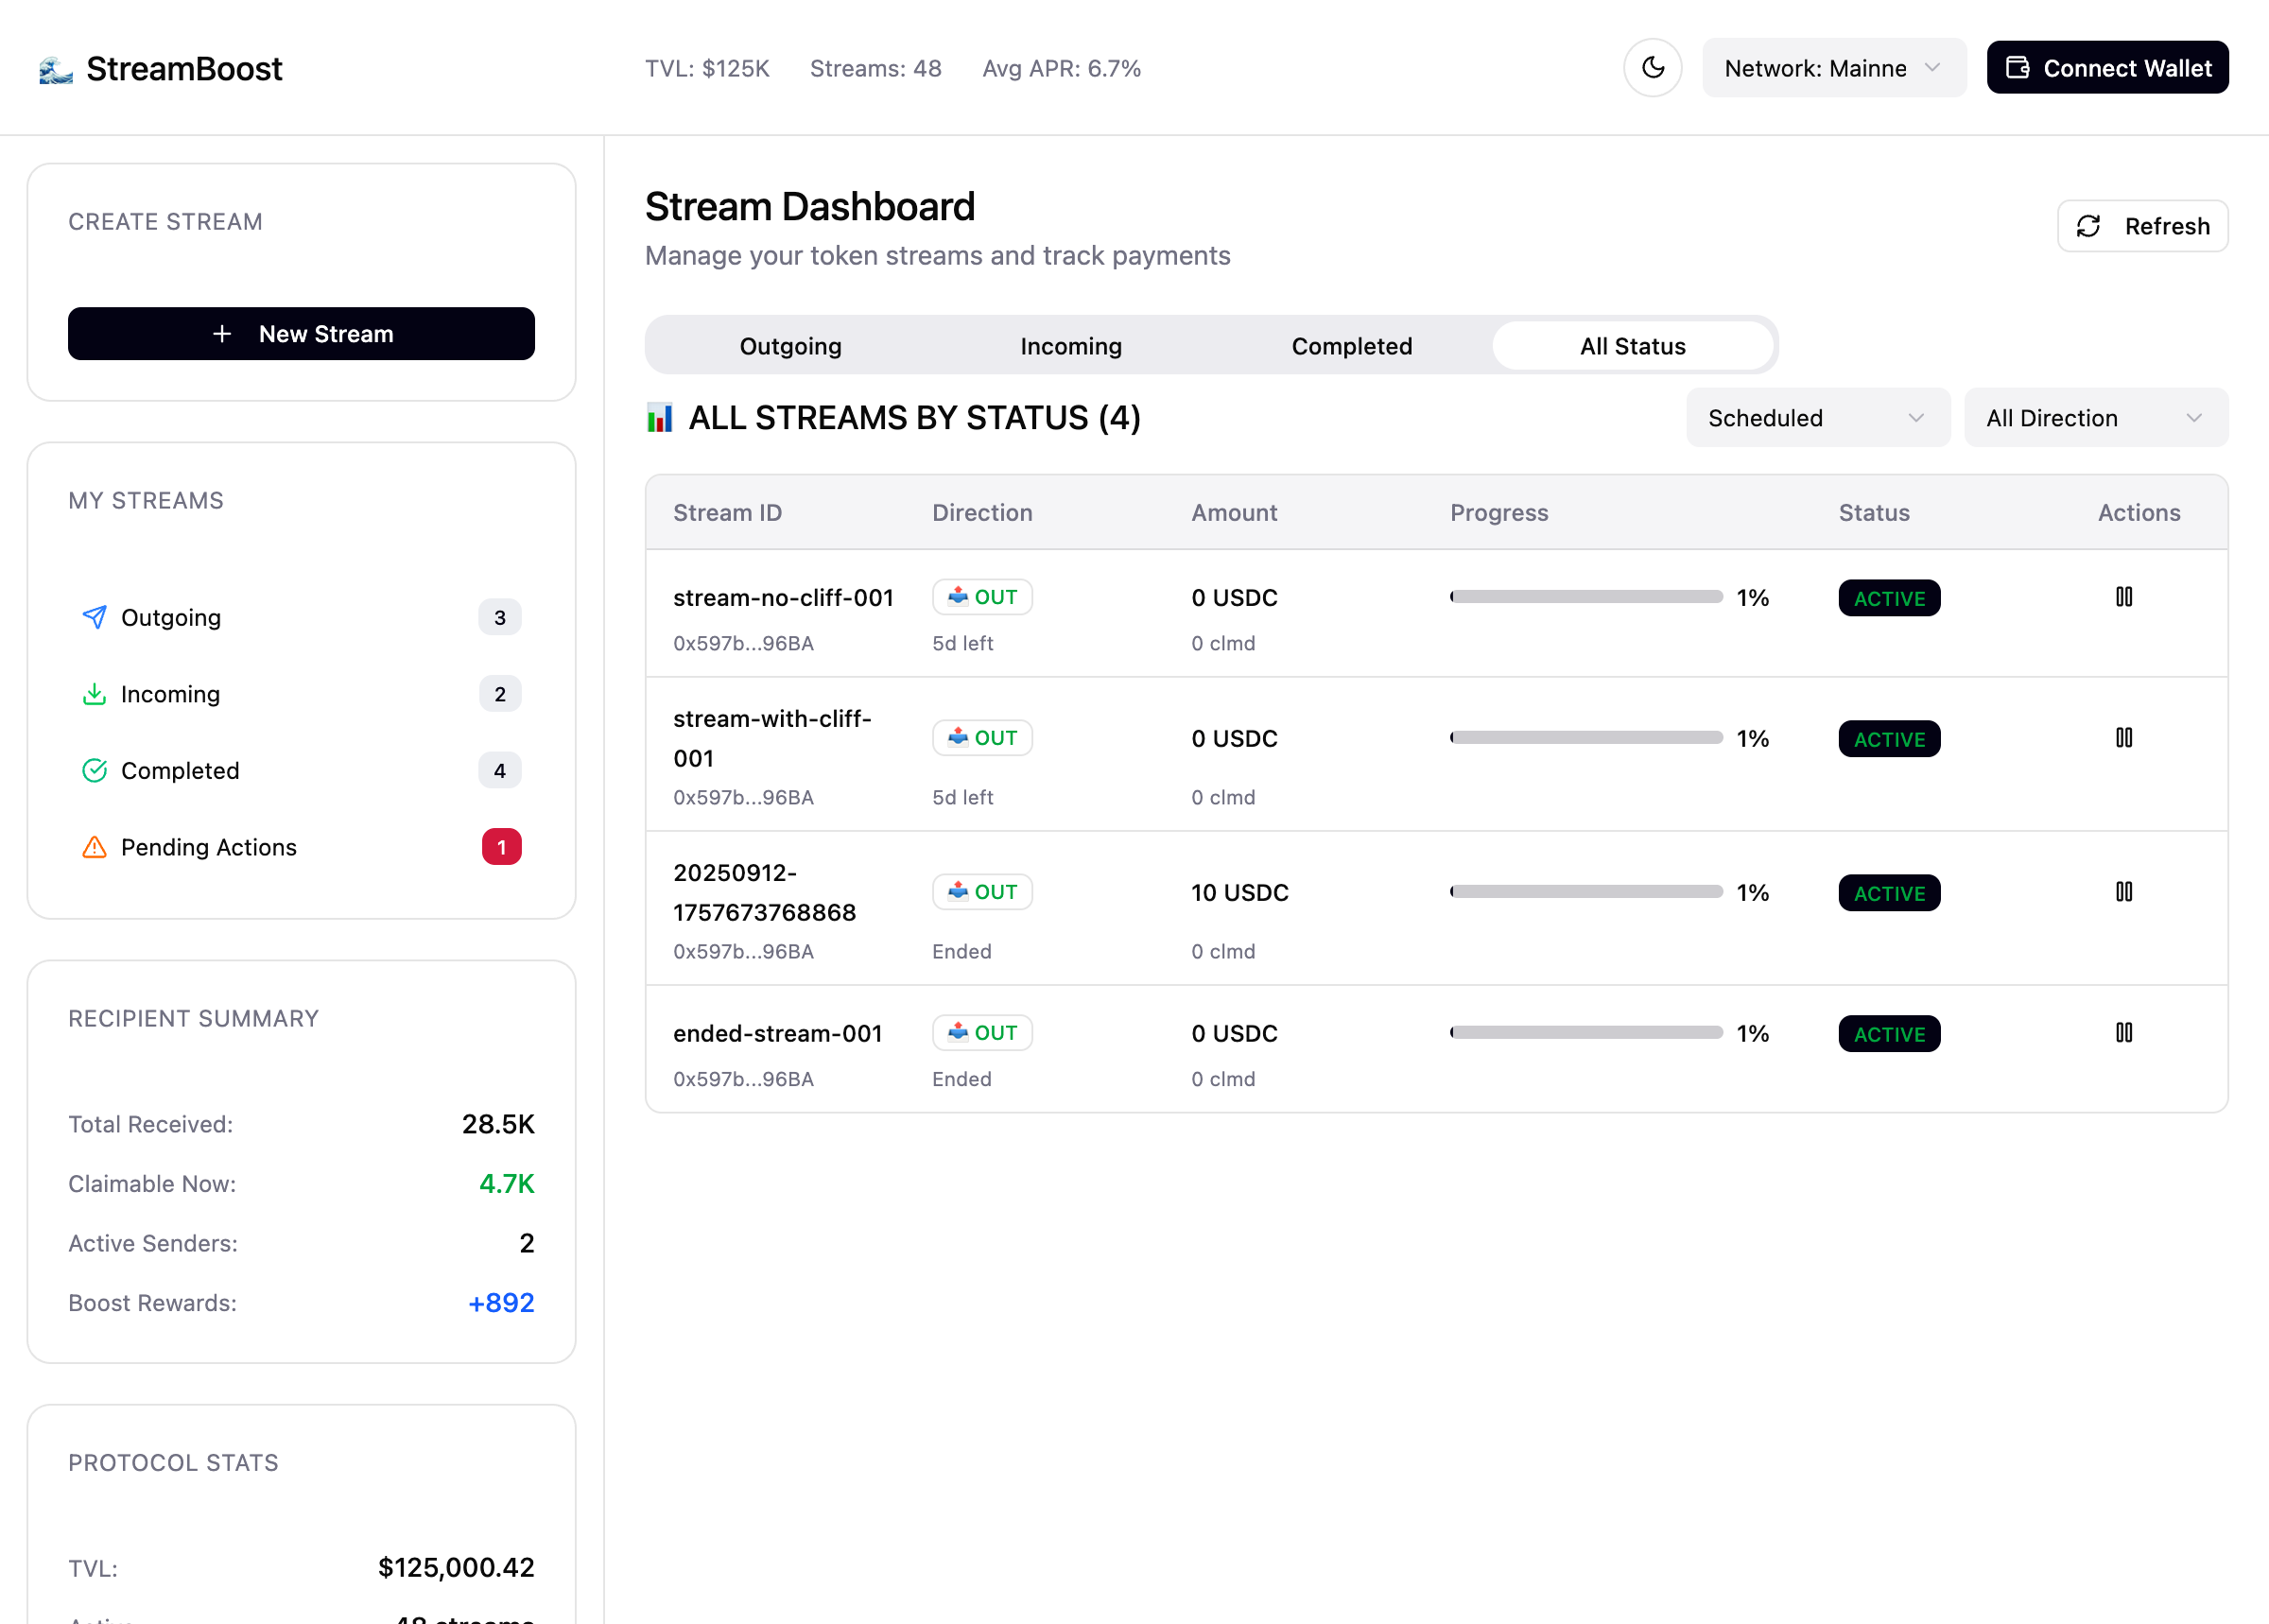 StreamBoost
TVL: $125K Streams: 48 Avg APR: 6.7%
Network: Mainne
Connect Wallet
CREATE STREAM
+ New Stream
MY STREAMS
Outgoing 3
Incoming 2
Completed 4
Pending Actions 1
RECIPIENT SUMMARY
Total Received: 28.5K
Claimable Now: 4.7K
Active Senders: 2
Boost Rewards: +892
PROTOCOL STATS
TVL: $125,000.42
Stream Dashboard
Manage your token streams and track payments
Refresh
Outgoing Incoming Completed All Status
ALL STREAMS BY STATUS (4)
Scheduled All Direction
Stream ID Direction Amount Progress Status Actions
stream-no-cliff-001 OUT 0 USDC 1% ACTIVE
0x597b...96BA 5d left 0 clmd
stream-with-cliff-
001 OUT 0 USDC 1% ACTIVE
0x597b...96BA 5d left 0 clmd
20250912-
1757673768868 OUT 10 USDC 1% ACTIVE
0x597b...96BA Ended 0 clmd
ended-stream-001 OUT 0 USDC 1% ACTIVE
0x597b...96BA Ended 0 clmd